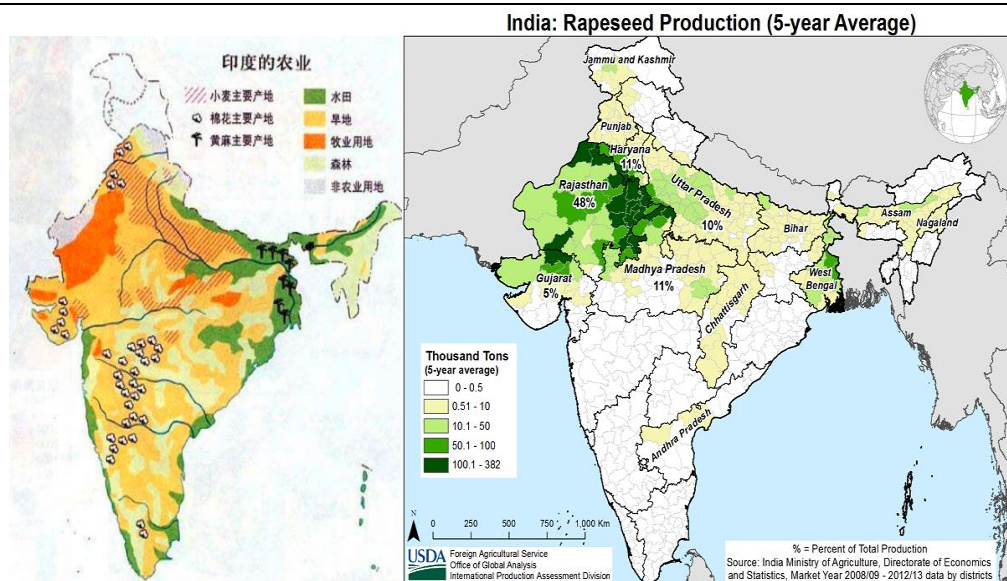 印度的农业
小麦主要产地
棉花主要产地
黄麻主要产地
水田
旱地
牧业用地
森林
非农业用地
India: Rapeseed Production (5-year Average)
Jammu and Kashmir
Punjab
Haryana
11%
Rajasthan
48%
Uttar Pradesh
10%
Bihar
Assam
Nagaland
Gujarat
5%
Madhya Pradesh
11%
West
Bengal
Chhattisgarh
Andhra Pradesh
Thousand Tons
(5-year average)
0 - 0.5
0.51 - 10
10.1 - 50
50.1 - 100
100.1 - 382
N
0 250 500 750 1,000 Km
USDA
Foreign Agricultural Service
Office of Global Analysis
International Production Assessment Division
% = Percent of Total Production
Source: India Ministry of Agriculture, Directorate of Economics
and Statistics, Market Year 2008/09 - 2012/13 data by districts